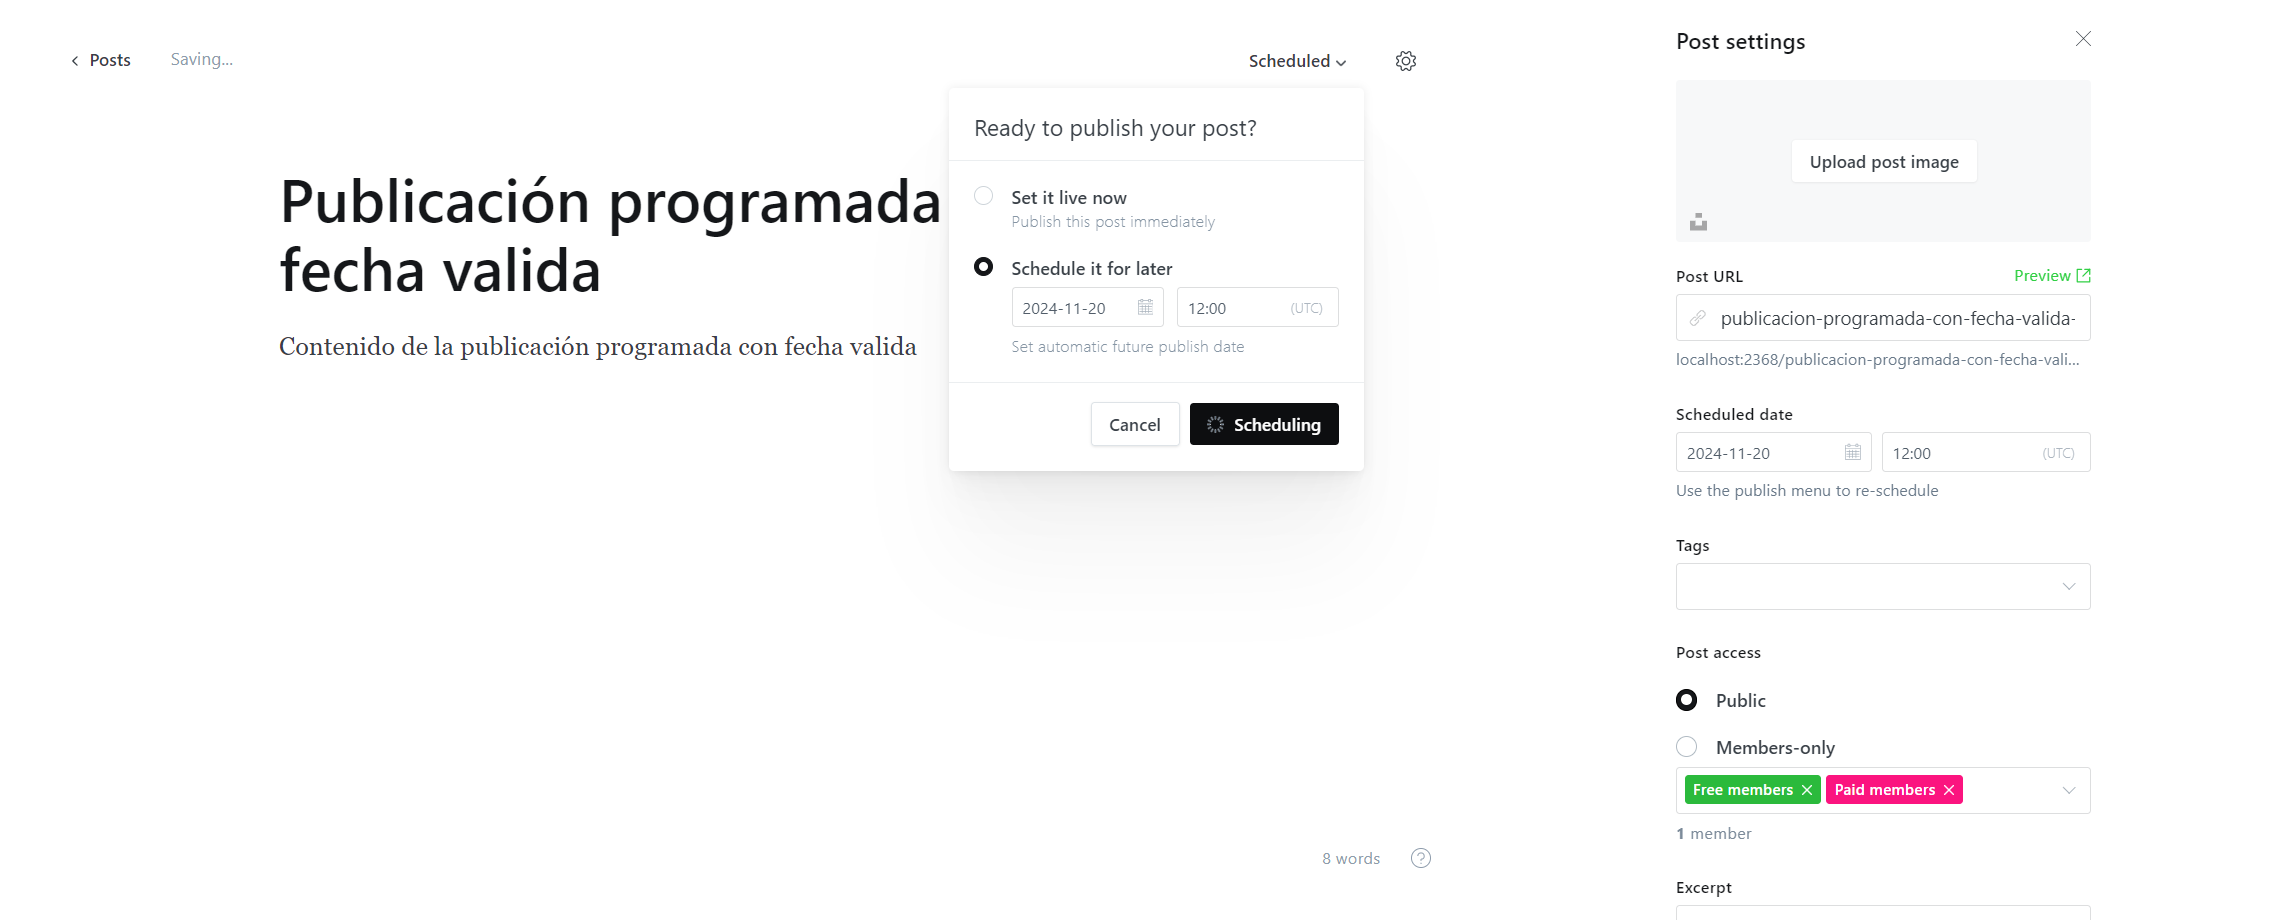 Posts
Saving...
Scheduled
Ready to publish your post?
Set it live now
Publish this post immediately
Schedule it for later
2024-11-20
12:00 (UTC)
Set automatic future publish date
Cancel
Scheduling
Publicación programada
fecha valida
Contenido de la publicación programada con fecha valida
8 words
?
Post settings
Upload post image
Post URL
Preview
publicacion-programada-con-fecha-valida-
localhost:2368/publicacion-programada-con-fecha-vali...
Scheduled date
2024-11-20
12:00 (UTC)
Use the publish menu to re-schedule
Tags
Post access
Public
Members-only
Free members × Paid members ×
1 member
Excerpt